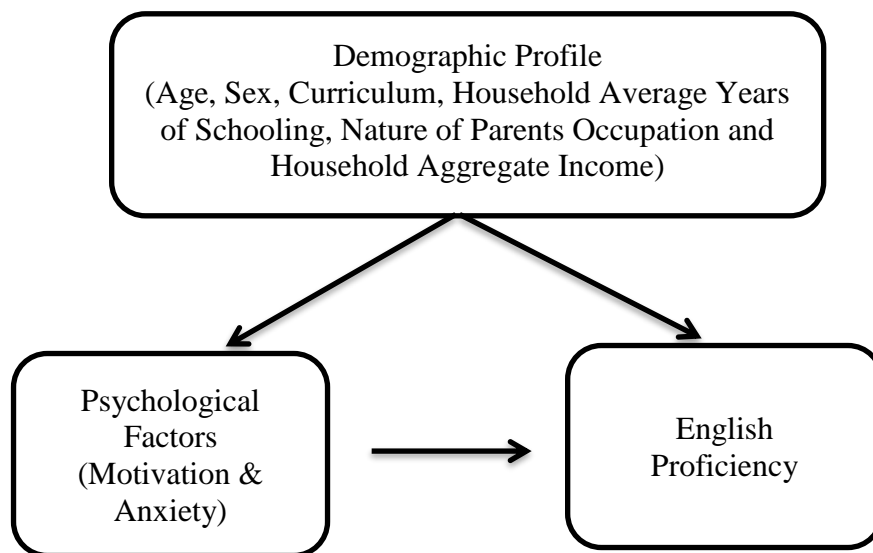 Demographic Profile
(Age, Sex, Curriculum, Household Average Years
of Schooling, Nature of Parents Occupation and
Household Aggregate Income)
Psychological
Factors
(Motivation &
Anxiety)
English
Proficiency